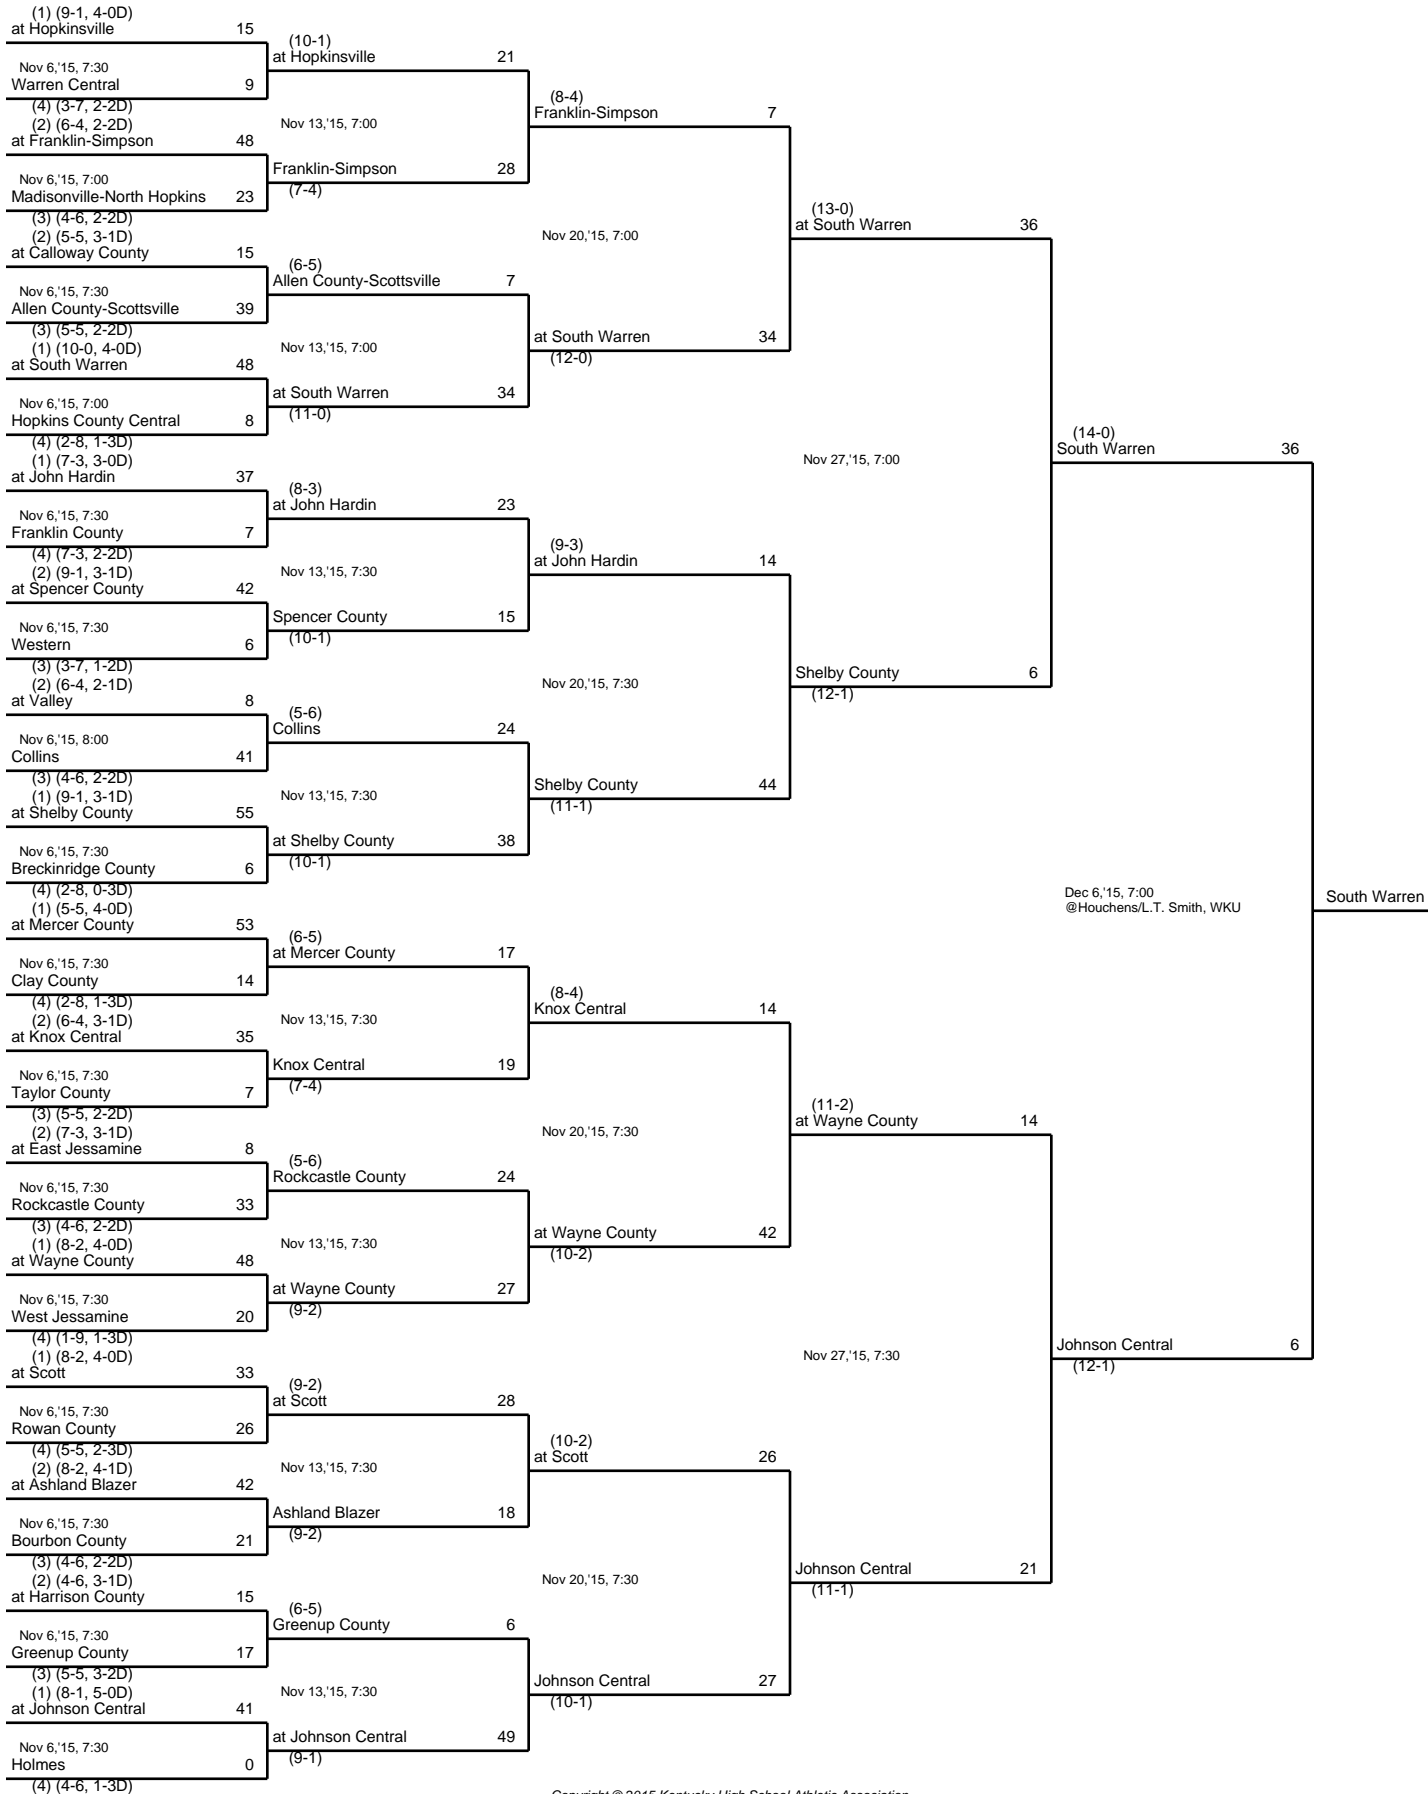 (1) (9-1, 4-0D)
at Hopkinsville 15
Nov 6,'15, 7:30
Warren Central 9
(4) (3-7, 2-2D)
(2) (6-4, 2-2D)
at Franklin-Simpson 48
Nov 6,'15, 7:00
Madisonville-North Hopkins 23
(3) (4-6, 2-2D)
(2) (5-5, 3-1D)
at Calloway County 15
Nov 6,'15, 7:30
Allen County-Scottsville 39
(3) (5-5, 2-2D)
(1) (10-0, 4-0D)
at South Warren 48
Nov 6,'15, 7:00
Hopkins County Central 8
(4) (2-8, 1-3D)
(1) (7-3, 3-0D)
at John Hardin 37
Nov 6,'15, 7:30
Franklin County 7
(4) (7-3, 2-2D)
(2) (9-1, 3-1D)
at Spencer County 42
Nov 6,'15, 7:30
Western 6
(3) (3-7, 1-2D)
(2) (6-4, 2-1D)
at Valley 8
Nov 6,'15, 8:00
Collins 41
(3) (4-6, 2-2D)
(1) (9-1, 3-1D)
at Shelby County 55
Nov 6,'15, 7:30
Breckinridge County 6
(4) (2-8, 0-3D)
(1) (5-5, 4-0D)
at Mercer County 53
Nov 6,'15, 7:30
Clay County 14
(4) (2-8, 1-3D)
(2) (6-4, 3-1D)
at Knox Central 35
Nov 6,'15, 7:30
Taylor County 7
(3) (5-5, 2-2D)
(2) (7-3, 3-1D)
at East Jessamine 8
Nov 6,'15, 7:30
Rockcastle County 33
(3) (4-6, 2-2D)
(1) (8-2, 4-0D)
at Wayne County 48
Nov 6,'15, 7:30
West Jessamine 20
(4) (1-9, 1-3D)
(1) (8-2, 4-0D)
at Scott 33
Nov 6,'15, 7:30
Rowan County 26
(4) (5-5, 2-3D)
(2) (8-2, 4-1D)
at Ashland Blazer 42
Nov 6,'15, 7:30
Bourbon County 21
(3) (4-6, 2-2D)
(2) (4-6, 3-1D)
at Harrison County 15
Nov 6,'15, 7:30
Greenup County 17
(3) (5-5, 3-2D)
(1) (8-1, 5-0D)
at Johnson Central 41
Nov 6,'15, 7:30
Holmes 0
(4) (4-6, 1-3D)
(10-1)
at Hopkinsville 21
Nov 13,'15, 7:00
Franklin-Simpson 28
(7-4)
(6-5)
Allen County-Scottsville 7
Nov 13,'15, 7:00
at South Warren 34
(11-0)
(8-3)
at John Hardin 23
Nov 13,'15, 7:30
Spencer County 15
(10-1)
(5-6)
Collins 24
Nov 13,'15, 7:30
at Shelby County 38
(10-1)
(6-5)
at Mercer County 17
Nov 13,'15, 7:30
Knox Central 19
(7-4)
(5-6)
Rockcastle County 24
Nov 13,'15, 7:30
at Wayne County 27
(9-2)
(9-2)
at Scott 28
Nov 13,'15, 7:30
Ashland Blazer 18
(9-2)
(6-5)
Greenup County 6
Nov 13,'15, 7:30
at Johnson Central 49
(9-1)
(8-4)
Franklin-Simpson 7
Nov 20,'15, 7:00
at South Warren 34
(12-0)
(9-3)
at John Hardin 14
Nov 20,'15, 7:30
Shelby County 44
(11-1)
(8-4)
Knox Central 14
Nov 20,'15, 7:30
at Wayne County 42
(10-2)
(10-2)
at Scott 26
Nov 20,'15, 7:30
Johnson Central 27
(10-1)
(13-0)
at South Warren 36
Nov 27,'15, 7:00
Shelby County 6
(12-1)
(11-2)
at Wayne County 14
Nov 27,'15, 7:30
Johnson Central 21
(11-1)
(14-0)
South Warren 36
Dec 6,'15, 7:00
@Houchens/L.T. Smith, WKU
Johnson Central 6
(12-1)
South Warren
Copyright © 2015 Kentucky High School Athletic Association